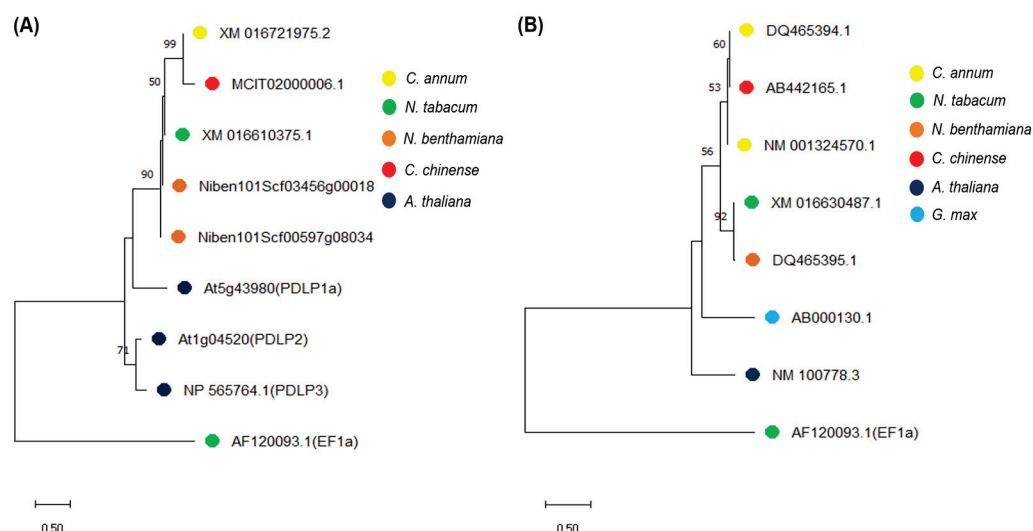 (A)
99
XM 016721975.2
MCIT02000006.1
50
XM 016610375.1
90
Niben101Scf03456g00018
Niben101Scf00597g08034
At5g43980(PDLP1a)
At1g04520(PDLP2)
71
NP 565764.1(PDLP3)
AF120093.1(EF1a)
0.50
C. annum
N. tabacum
N. benthamiana
C. chinense
A. thaliana
(B)
60
DQ465394.1
53
AB442165.1
56
NM 001324570.1
XM 016630487.1
92
DQ465395.1
AB000130.1
NM 100778.3
AF120093.1(EF1a)
0.50
C. annum
N. tabacum
N. benthamiana
C. chinense
A. thaliana
G. max